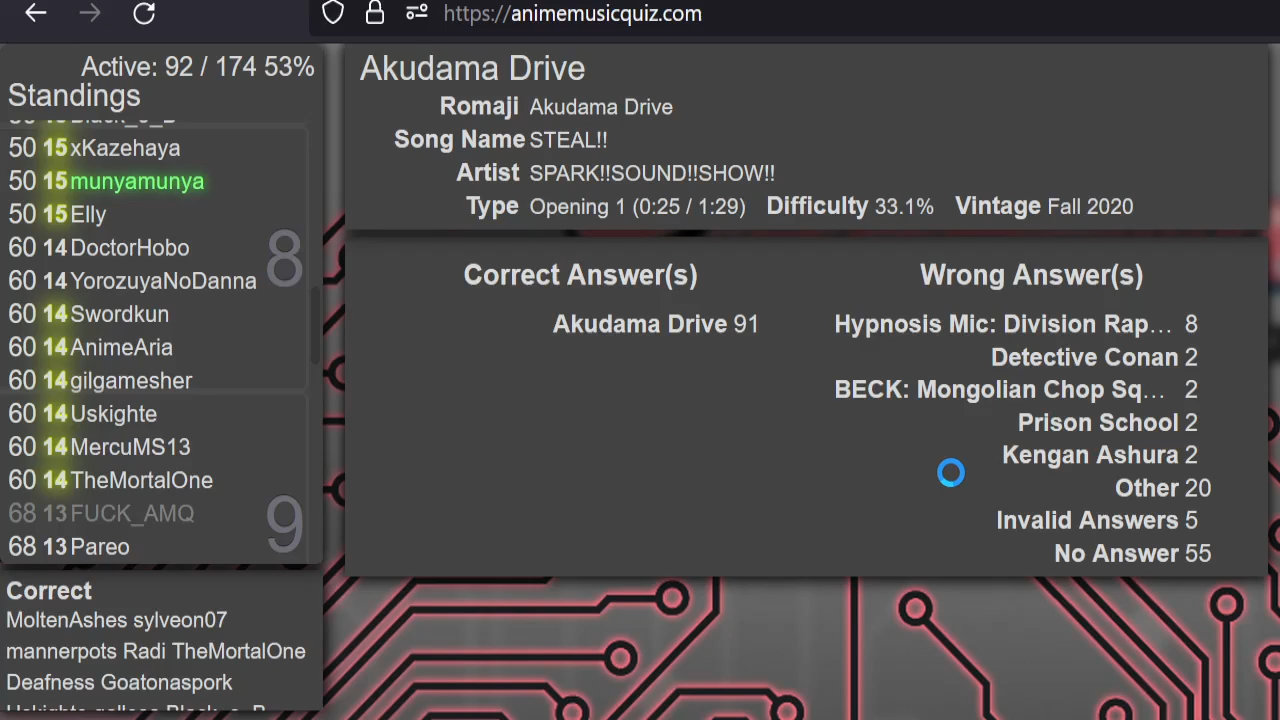 https://animemusicquiz.com
Active: 92 / 174 53%
Standings
50 15 xKazehaya
50 15 munyamunya
50 15 Elly
60 14 DoctorHobo
8
60 14 YorozuyaNoDanna
60 14 Swordkun
60 14 AnimeAria
60 14 gilgamesher
60 14 Uskighte
60 14 MercuMS13
60 14 TheMortalOne
68 13 FUCK_AMQ
9
68 13 Pareo
Correct
MoltenAshes sylveon07
mannerpots Radi TheMortalOne
Deafness Goatonaspork
Akudama Drive
Romaji Akudama Drive
Song Name STEAL!!
Artist SPARK!!SOUND!!SHOW!!
Type Opening 1 (0:25 / 1:29) Difficulty 33.1% Vintage Fall 2020
Correct Answer(s)
Akudama Drive 91
Wrong Answer(s)
Hypnosis Mic: Division Rap... 8
Detective Conan 2
BECK: Mongolian Chop Sq... 2
Prison School 2
Kengan Ashura 2
Other 20
Invalid Answers 5
No Answer 55